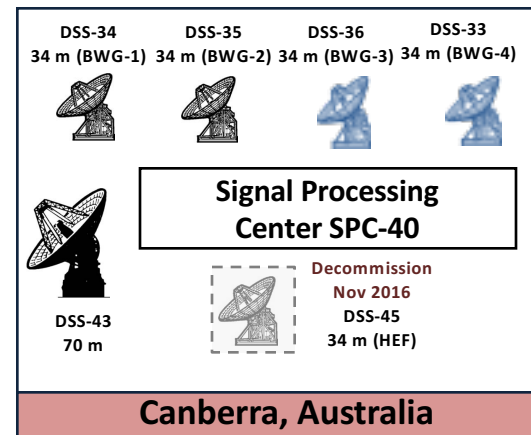 DSS-34 DSS-35 DSS-36 DSS-33
34 m (BWG-1) 34 m (BWG-2) 34 m (BWG-3) 34 m (BWG-4)
Signal Processing
Center SPC-40
Decommission
Nov 2016
DSS-45
34 m (HEF)
DSS-43
70 m
Canberra, Australia